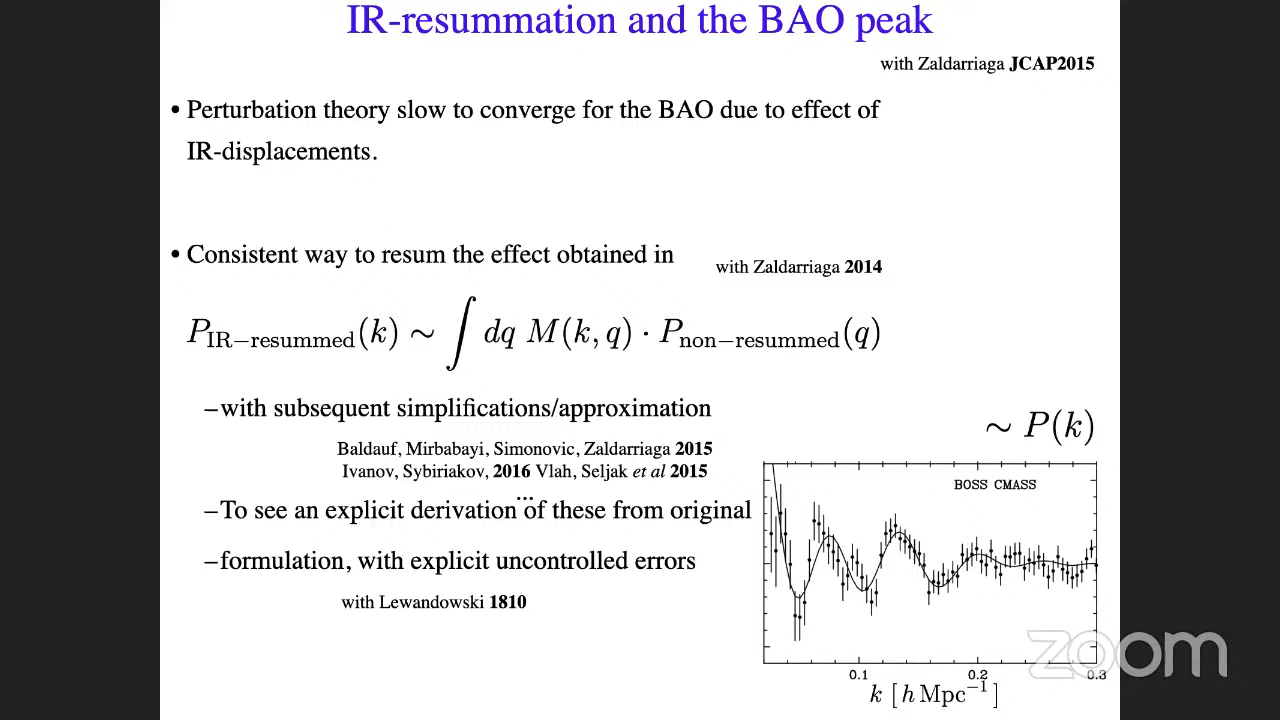 IR-resummation and the BAO peak
with Zaldarriaga JCAP2015
• Perturbation theory slow to converge for the BAO due to effect of
IR-displacements.
• Consistent way to resum the effect obtained in
with Zaldarriaga 2014
P_IR−resummed(k) ∼ ∫ dq M(k, q) · P_non−resummed(q)
–with subsequent simplifications/approximation
∼ P(k)
Baldauf, Mirbabayi, Simonovic, Zaldarriaga 2015
Ivanov, Sybiriakov, 2016 Vlah, Seljak et al 2015
...
–To see an explicit derivation of these from original
–formulation, with explicit uncontrolled errors
with Lewandowski 1810
BOSS CMASS
0.1 0.2 0.3
k [h Mpc⁻¹]
zoom